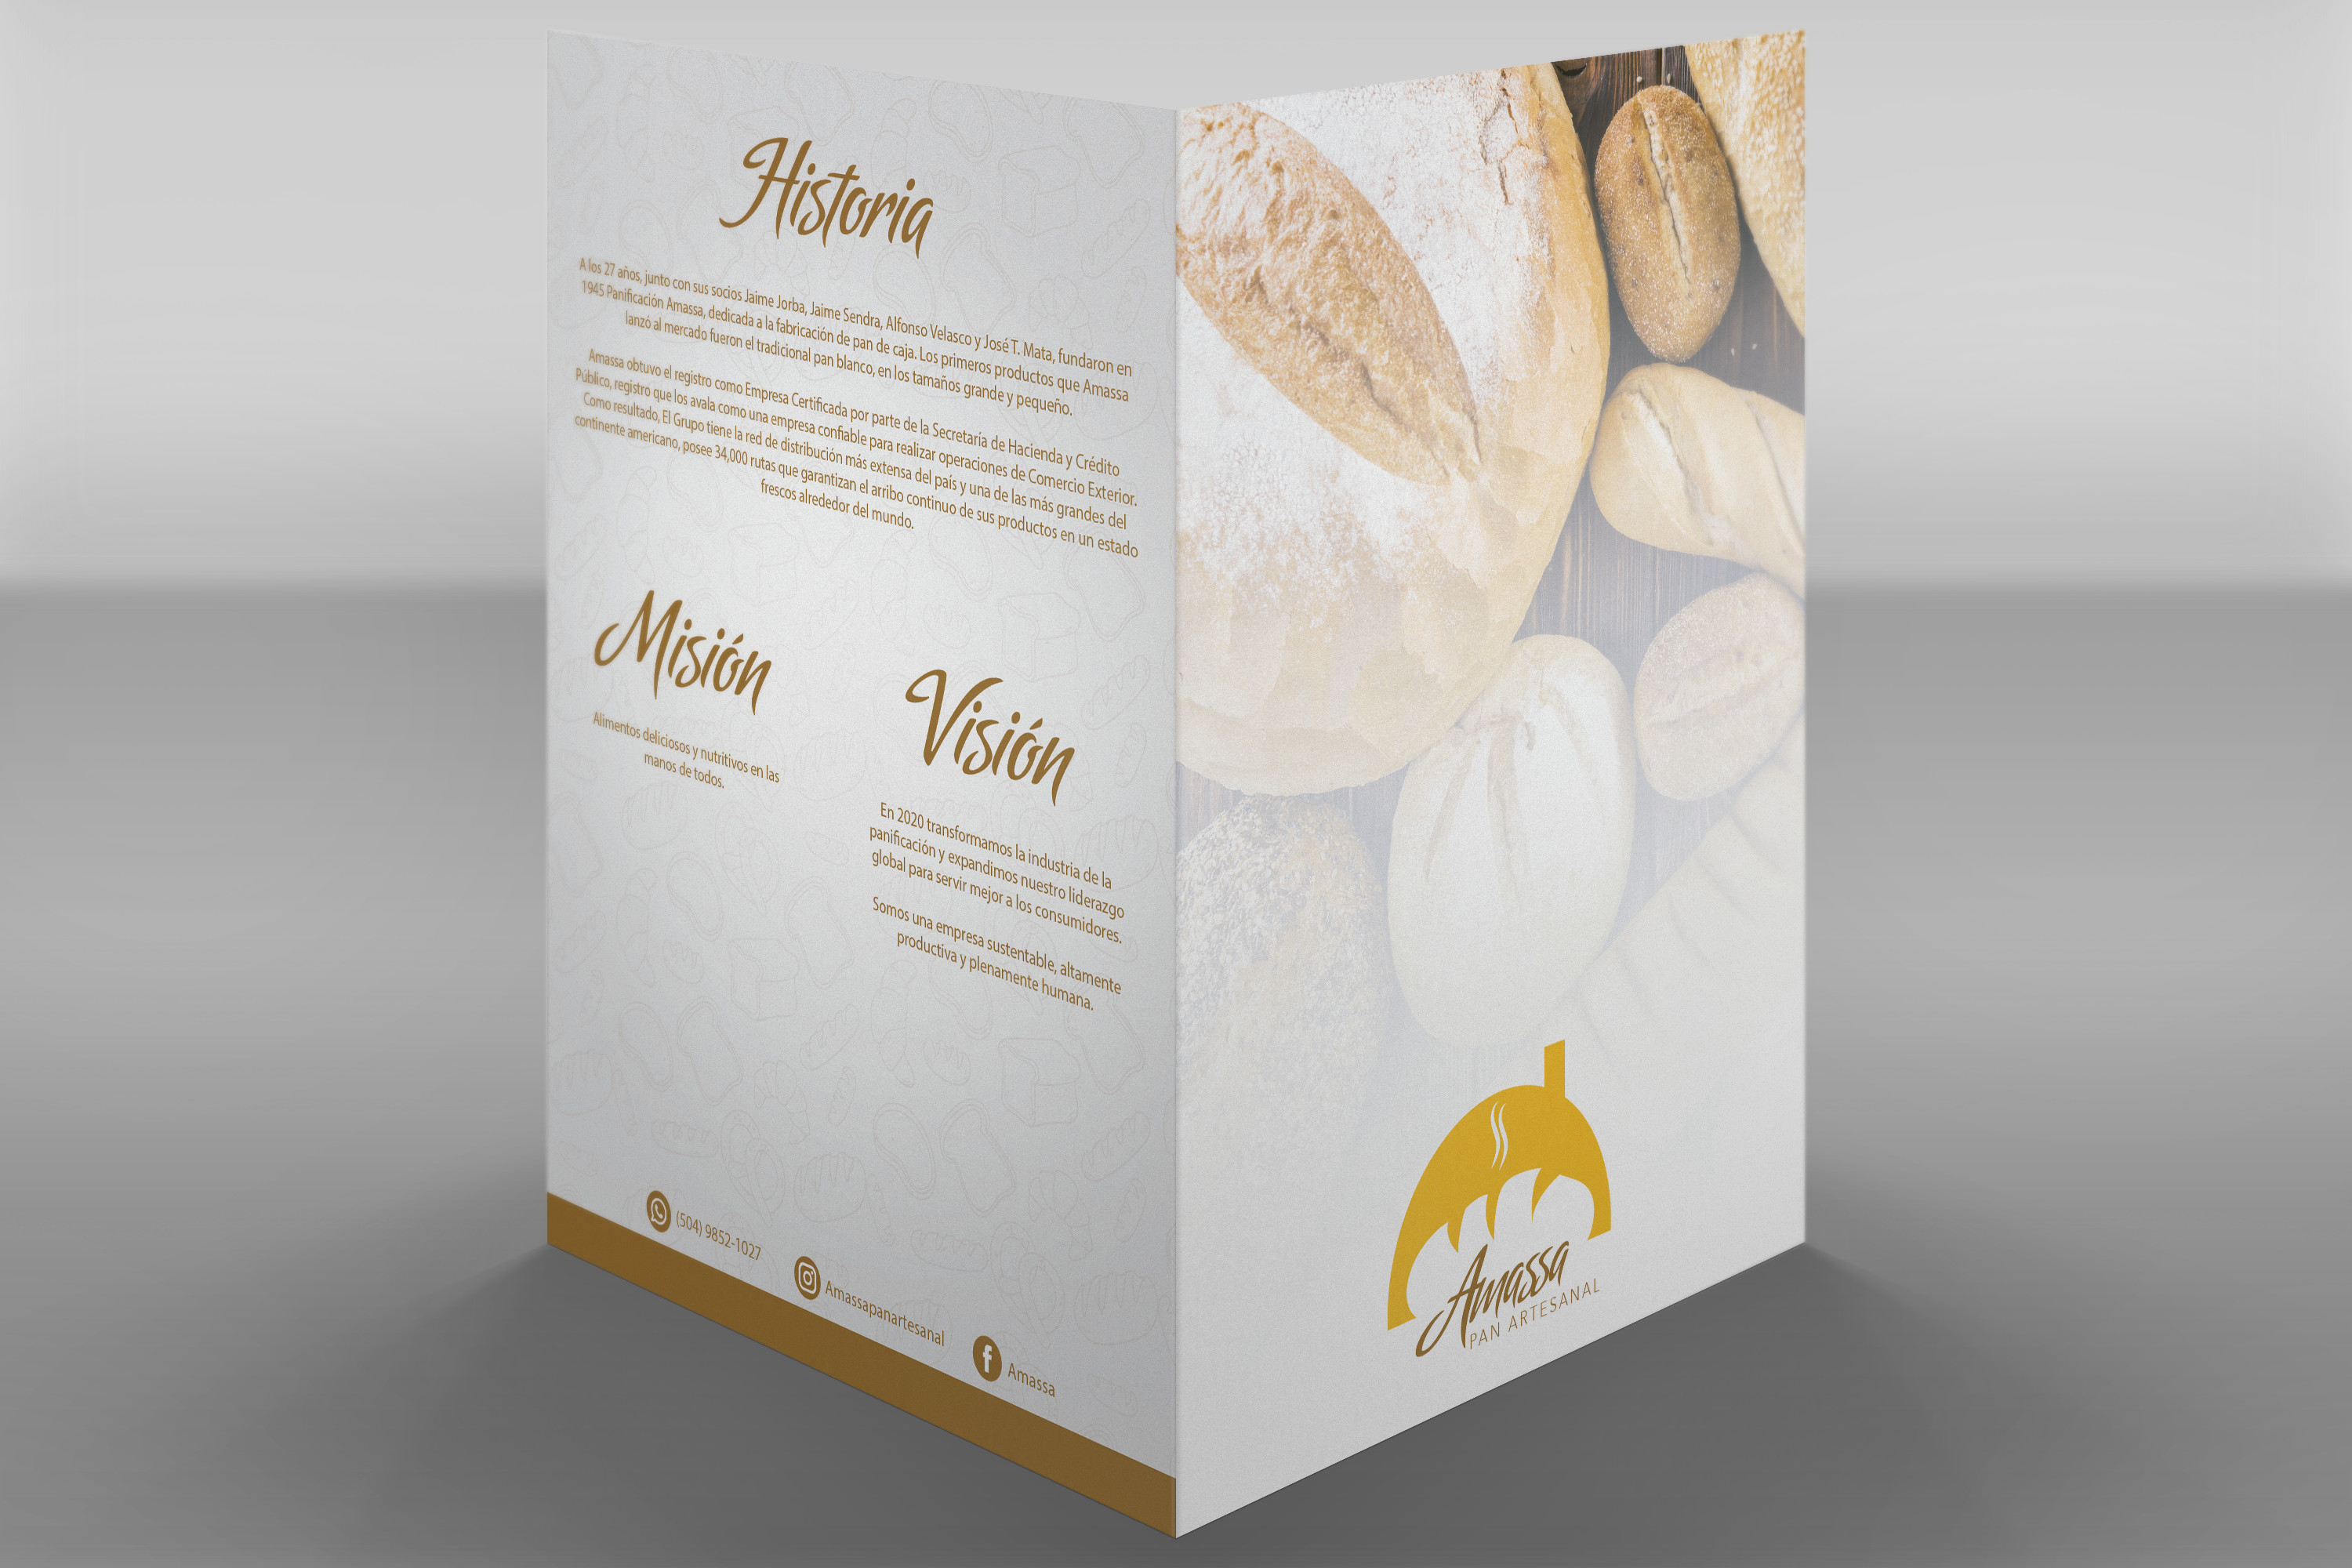 Historia
A los 27 años, junto con sus socios Jaime Jorba, Jaime Sendra, Alfonso Velasco y José T. Mata, fundaron en
1945 Panificación Amassa, dedicada a la fabricación de pan de caja. Los primeros productos que Amassa
lanzó al mercado fueron el tradicional pan blanco, en los tamaños grande y pequeño.
Amassa obtuvo el registro como Empresa Certificada por parte de la Secretaría de Hacienda y Crédito
Público, registro que los avala como una empresa confiable para realizar operaciones de Comercio Exterior.
Como resultado, El Grupo tiene la red de distribución más extensa del país y una de las más grandes del
continente americano, posee 34,000 rutas que garantizan el arribo continuo de sus productos en un estado
frescos alrededor del mundo.
Misión
Alimentos deliciosos y nutritivos en las
manos de todos.
Visión
En 2020 transformamos la industria de la
panificación y expandimos nuestro liderazgo
global para servir mejor a los consumidores.
Somos una empresa sustentable, altamente
productiva y plenamente humana.
(504) 9852-1027
Amassapanartesanal
Amassa
Amassa
PAN ARTESANAL